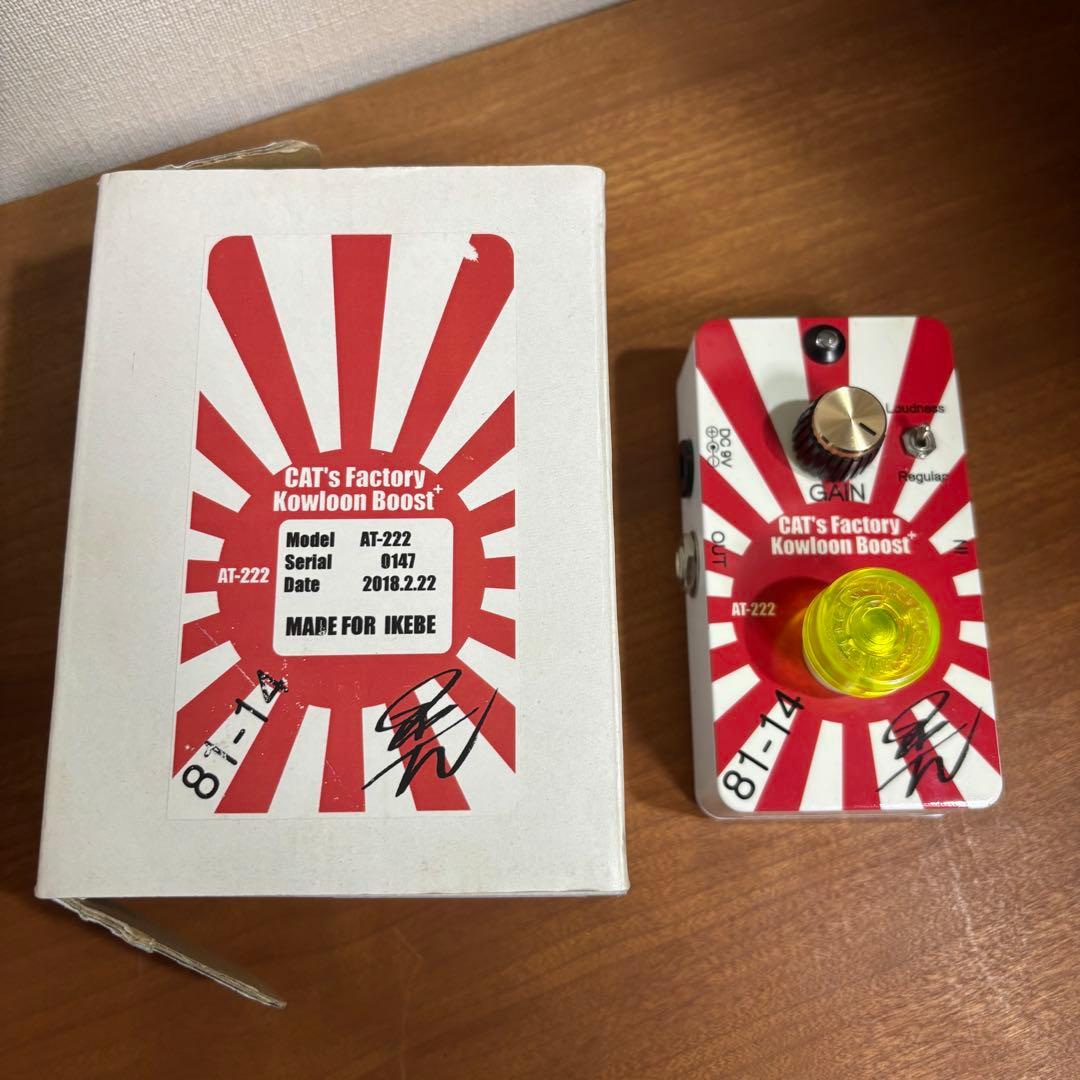 CAT's Factory
Kowloon Boost+
Model AT-222
Serial 0147
Date 2018.2.22
MADE FOR IKEBE
AT-222
81-14
Loudness
Regular
DC 9V
GAIN
CAT's Factory
Kowloon Boost+
OUT
IN
AT-222
81-14